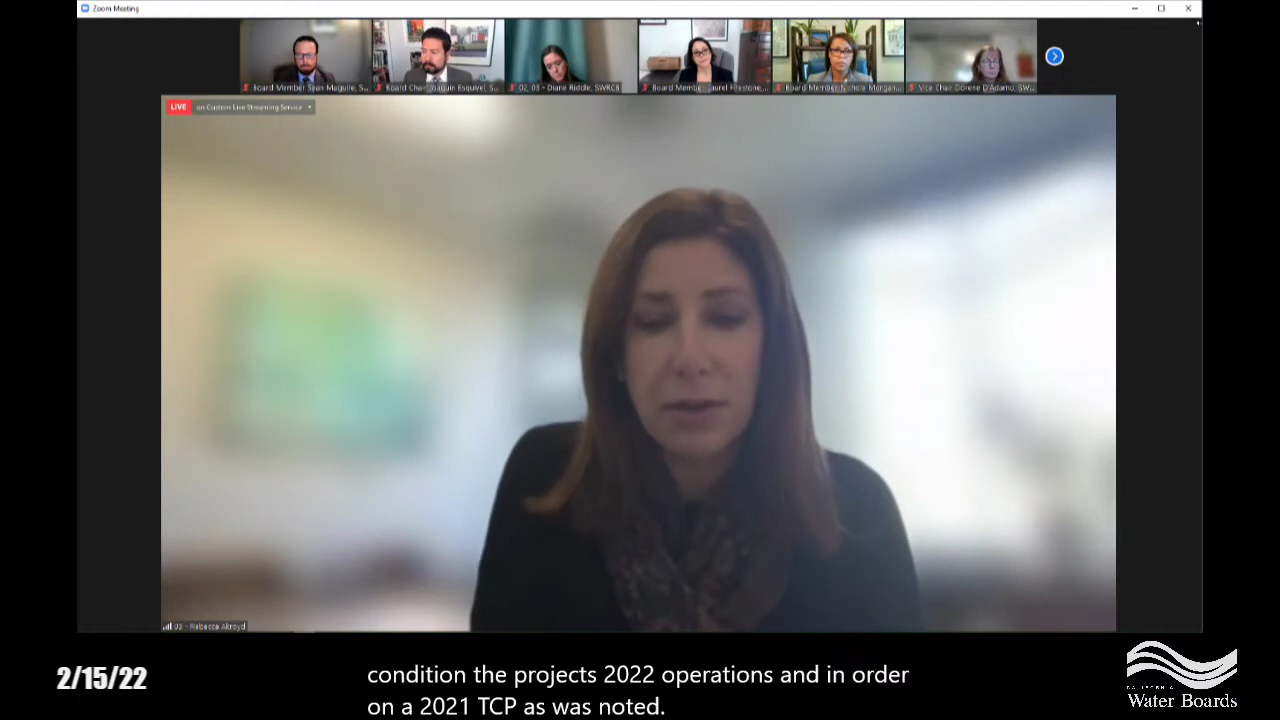 Zoom Meeting
Board Member Sean Maguire, S...
Board Chair Joaquin Esquivel, S...
02, 03 - Diane Riddle, SWRCB
Board Member Laurel Firestone,...
Board Member Nichole Morgan...
Vice Chair Dorene D'Adamo, SW...
LIVE on Custom Live Streaming Service
03 - Rebecca Akroyd
condition the projects 2022 operations and in order
on a 2021 TCP as was noted.
2/15/22
CALIFORNIA
Water Boards